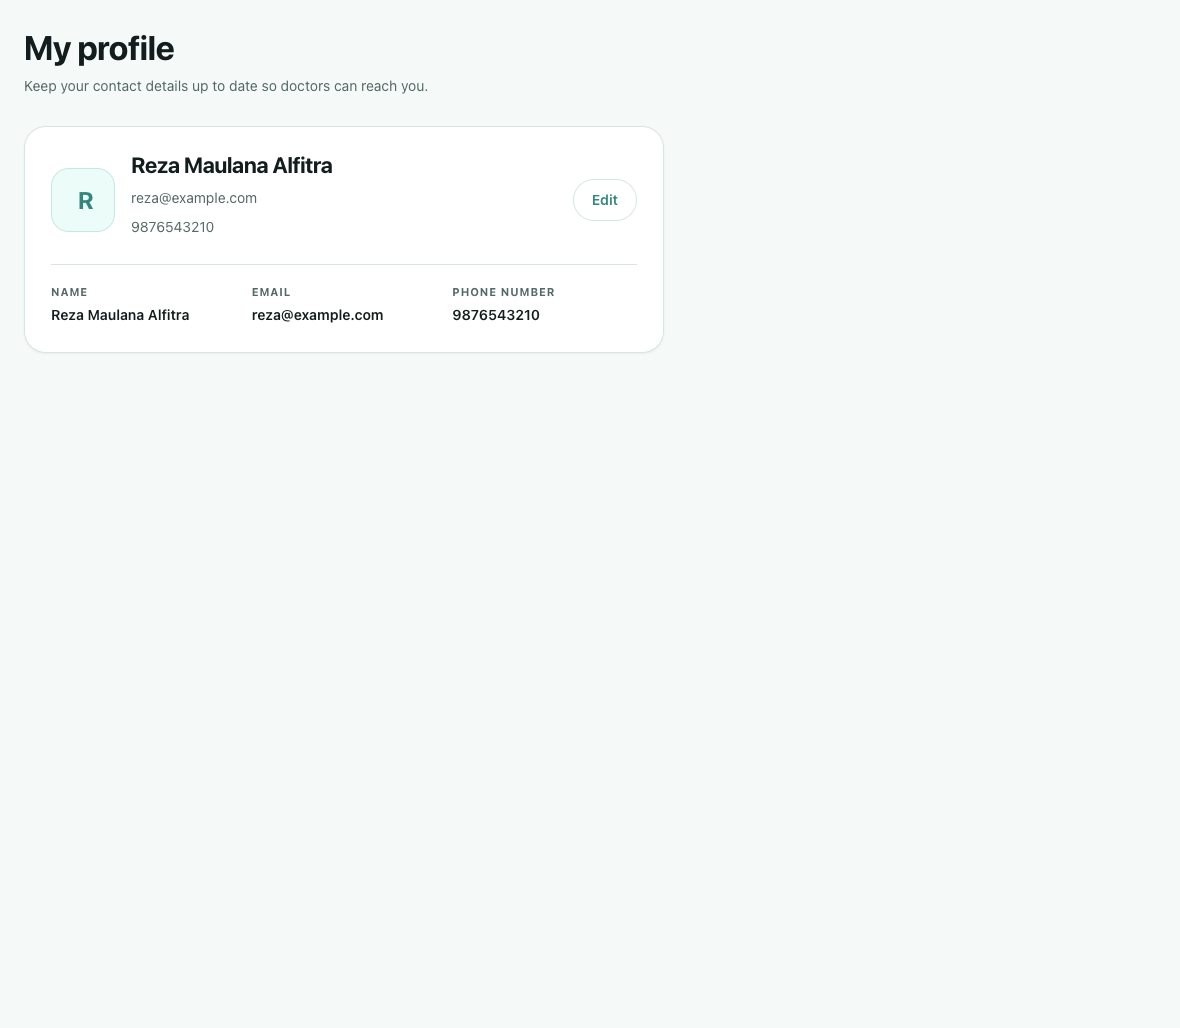 My profile
Keep your contact details up to date so doctors can reach you.
R
Reza Maulana Alfitra
reza@example.com
9876543210
Edit
NAME
Reza Maulana Alfitra
EMAIL
reza@example.com
PHONE NUMBER
9876543210